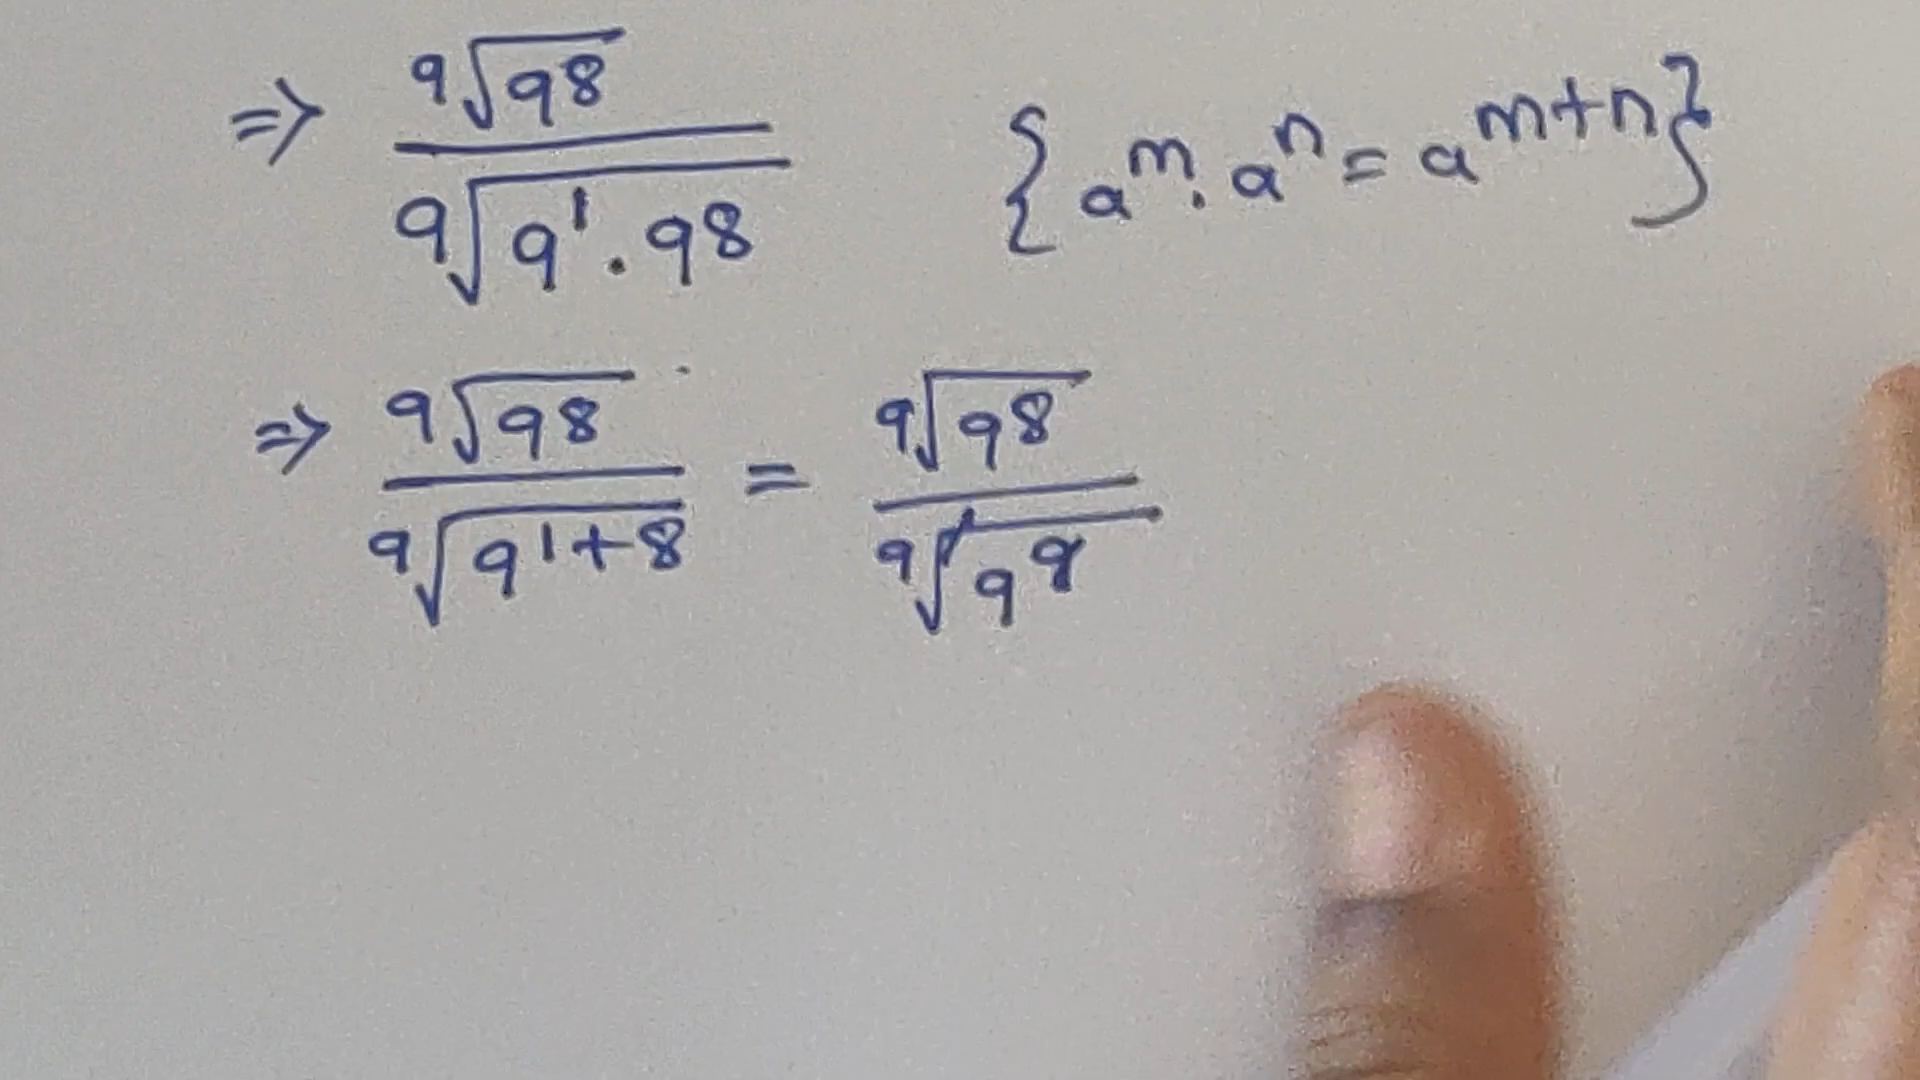 ⇒ ⁹√9⁸ / ⁹√(9¹ · 9⁸) {aᵐ · aⁿ = aᵐ⁺ⁿ}
⇒ ⁹√9⁸ / ⁹√9¹⁺⁸ = ⁹√9⁸ / ⁹√9⁹